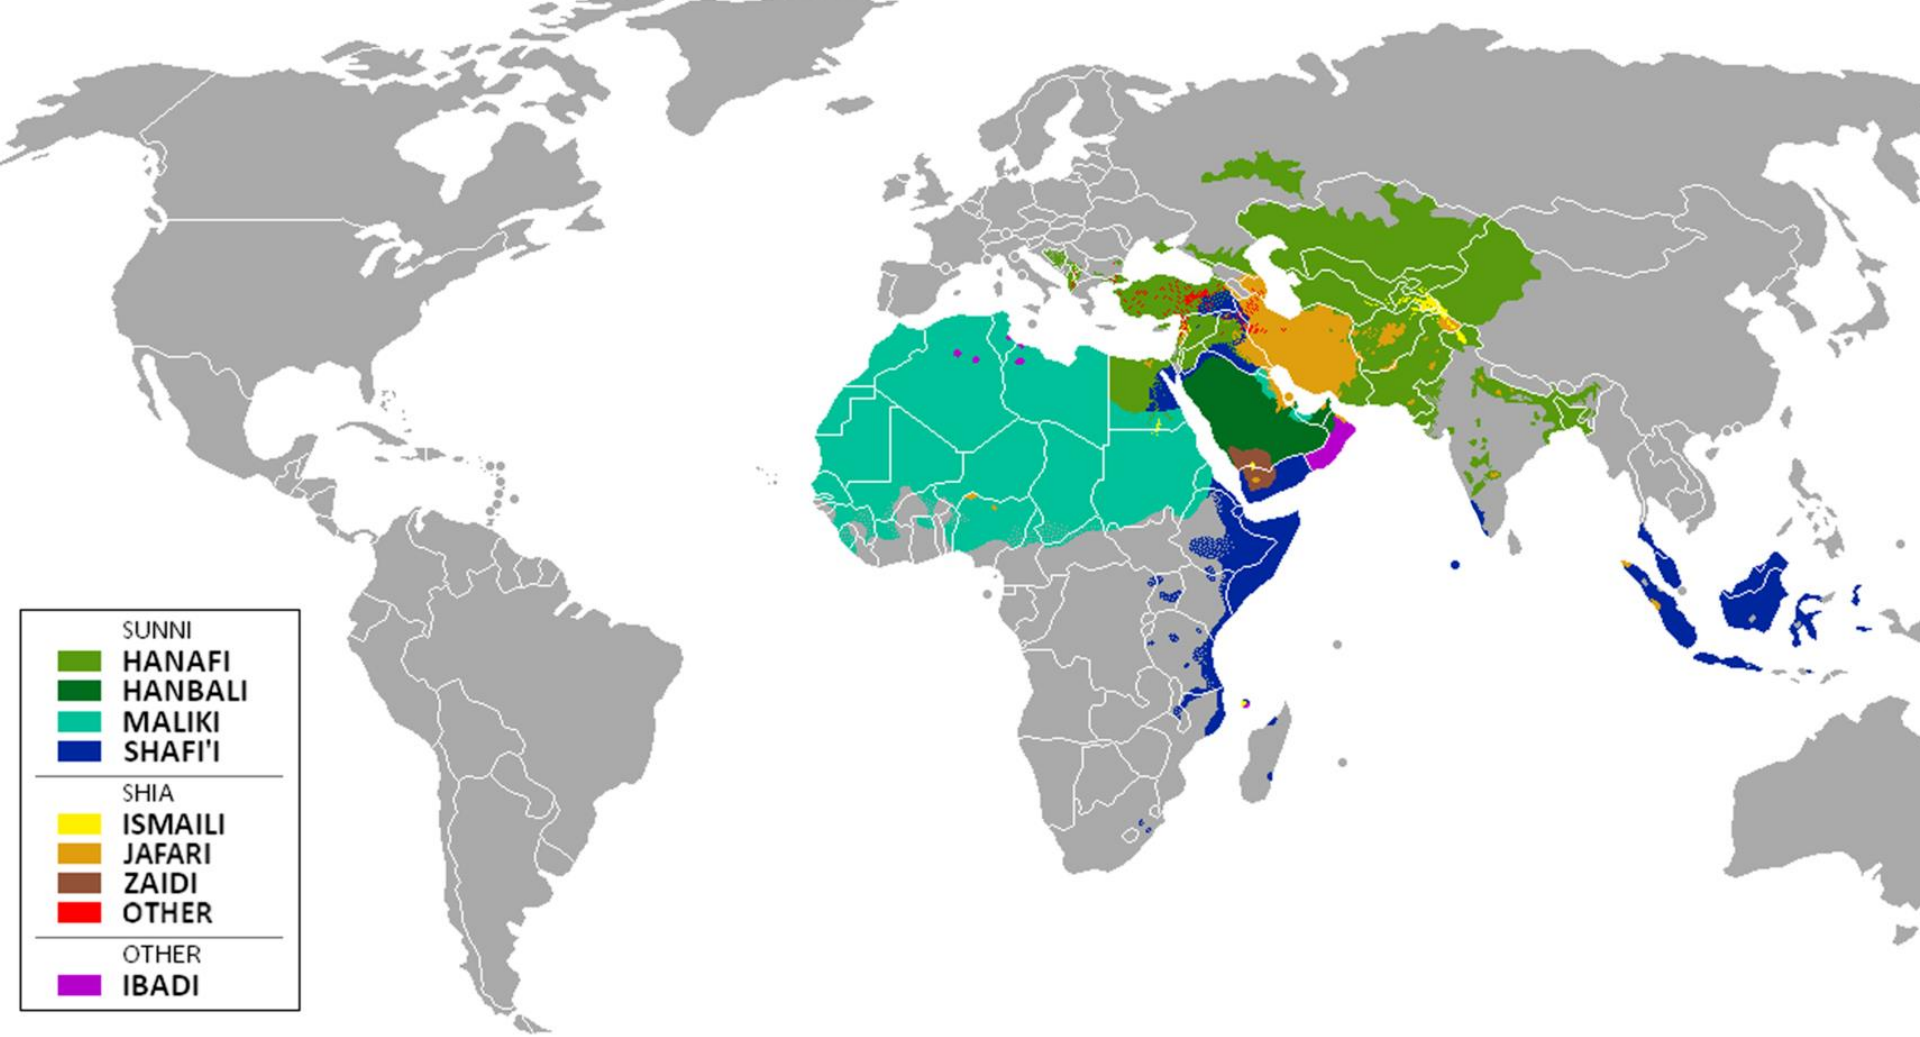 SUNNI
HANAFI
HANBALI
MALIKI
SHAFI'I
SHIA
ISMAILI
JAFARI
ZAIDI
OTHER
OTHER
IBADI